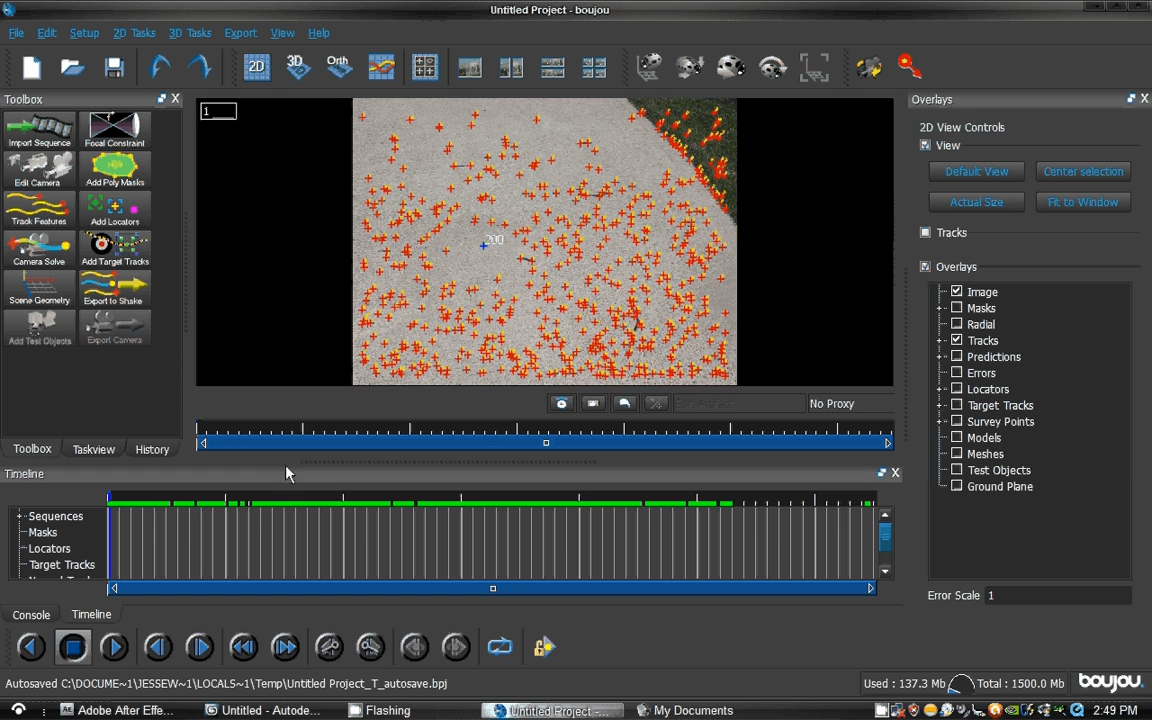 Untitled Project - boujou
File Edit Setup 2D Tasks 3D Tasks Export View Help
2D 3D Orth
Toolbox
Overlays
1
Import Sequence Focal Constraint
Edit Camera Add Poly Masks
Track Features Add Locators
Camera Solve Add Target Tracks
Scene Geometry Export to Shake
Add Test Objects Export Camera
200
2D View Controls
View
Default View Center selection
Actual Size Fit to Window
Tracks
Overlays
Image
Masks
Radial
Tracks
Predictions
Errors
Locators
Target Tracks
Survey Points
Models
Meshes
Test Objects
Ground Plane
Error Scale 1
No Proxy
Toolbox Taskview History
Timeline
Sequences
Masks
Locators
Target Tracks
Console Timeline
Autosaved C:\DOCUME~1\JESSEW~1\LOCALS~1\Temp\Untitled Project_T_autosave.bpj
Used : 137.3 Mb Total : 1500.0 Mb boujou.
Adobe After Effe... Untitled - Autode... Flashing Untitled Project -... My Documents 2:49 PM